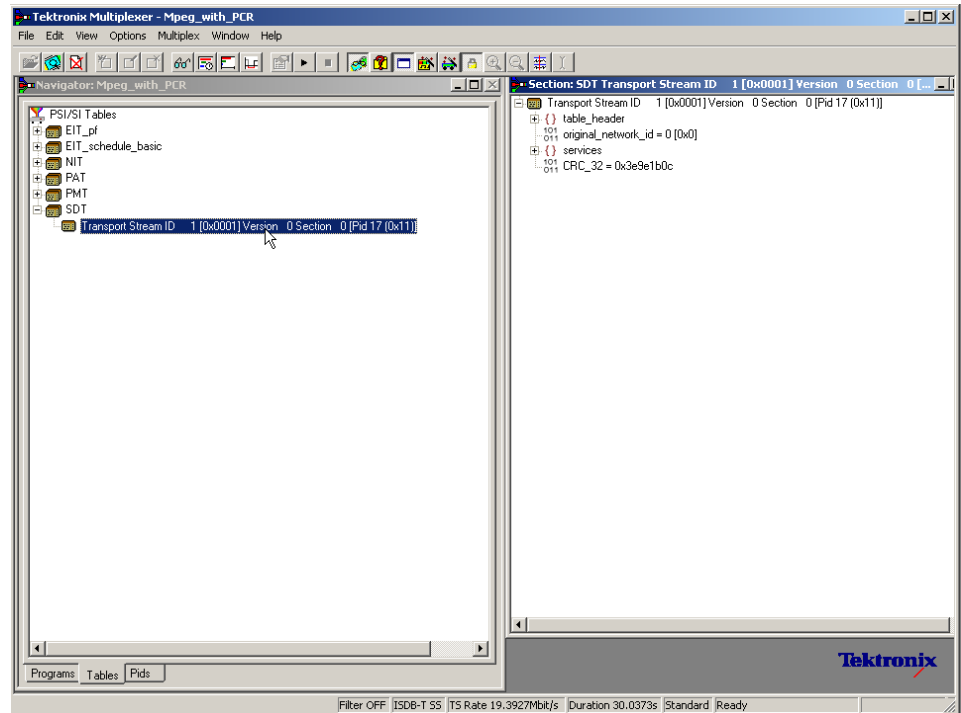 Tektronix Multiplexer - Mpeg_with_PCR
File Edit View Options Multiplex Window Help
Navigator: Mpeg_with_PCR
PSI/SI Tables
EIT_pf
EIT_schedule_basic
NIT
PAT
PMT
SDT
Transport Stream ID 1 [0x0001] Version 0 Section 0 [Pid 17 (0x11)]
Programs Tables Pids
Section: SDT Transport Stream ID 1 [0x0001] Version 0 Section 0 [...
Transport Stream ID 1 [0x0001] Version 0 Section 0 [Pid 17 (0x11)]
{} table_header
101 011 original_network_id = 0 [0x0]
{} services
101 011 CRC_32 = 0x3e9e1b0c
Tektronix
Filter OFF ISDB-T SS TS Rate 19.3927Mbit/s Duration 30.0373s Standard Ready